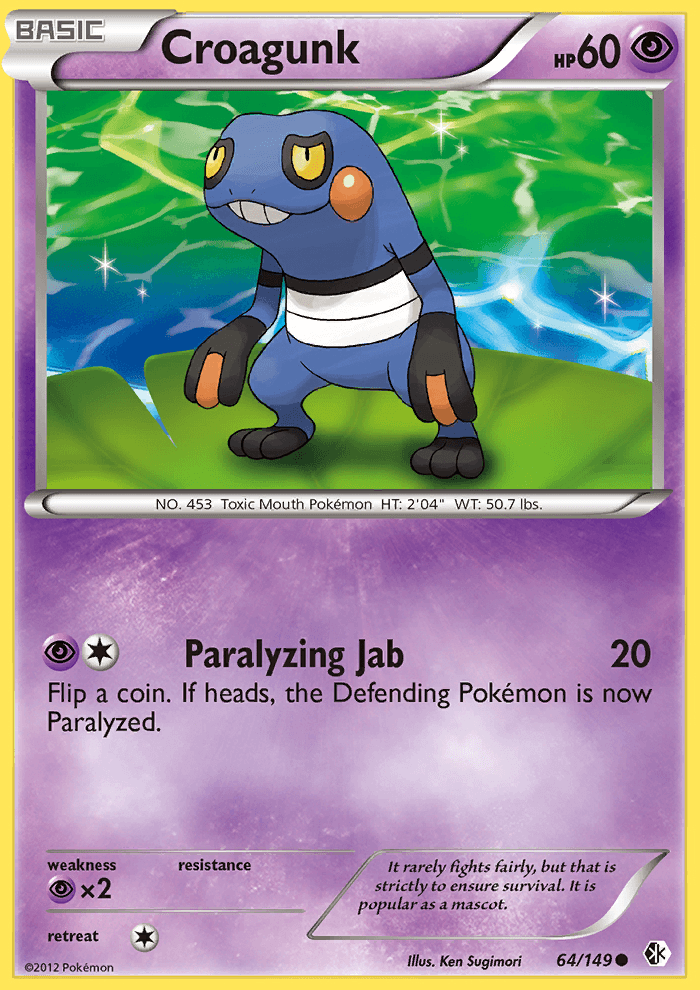 BASIC
Croagunk
HP60
NO. 453 Toxic Mouth Pokémon HT: 2'04" WT: 50.7 lbs.
Paralyzing Jab 20
Flip a coin. If heads, the Defending Pokémon is now
Paralyzed.
weakness resistance
×2
retreat
It rarely fights fairly, but that is
strictly to ensure survival. It is
popular as a mascot.
©2012 Pokémon
Illus. Ken Sugimori
64/149